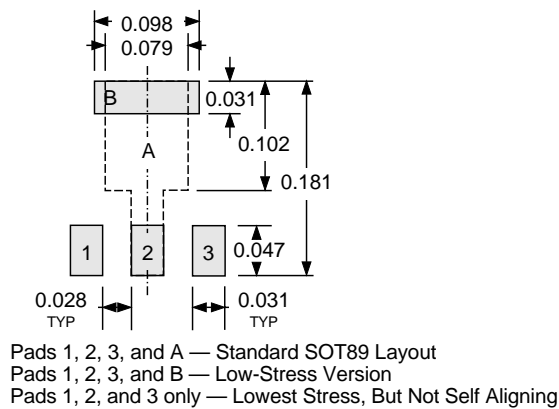 0.098
0.079
B
0.031
A
0.102
0.181
1
2
3
0.047
0.028
TYP
0.031
TYP
Pads 1, 2, 3, and A — Standard SOT89 Layout
Pads 1, 2, 3, and B — Low-Stress Version
Pads 1, 2, and 3 only — Lowest Stress, But Not Self Aligning